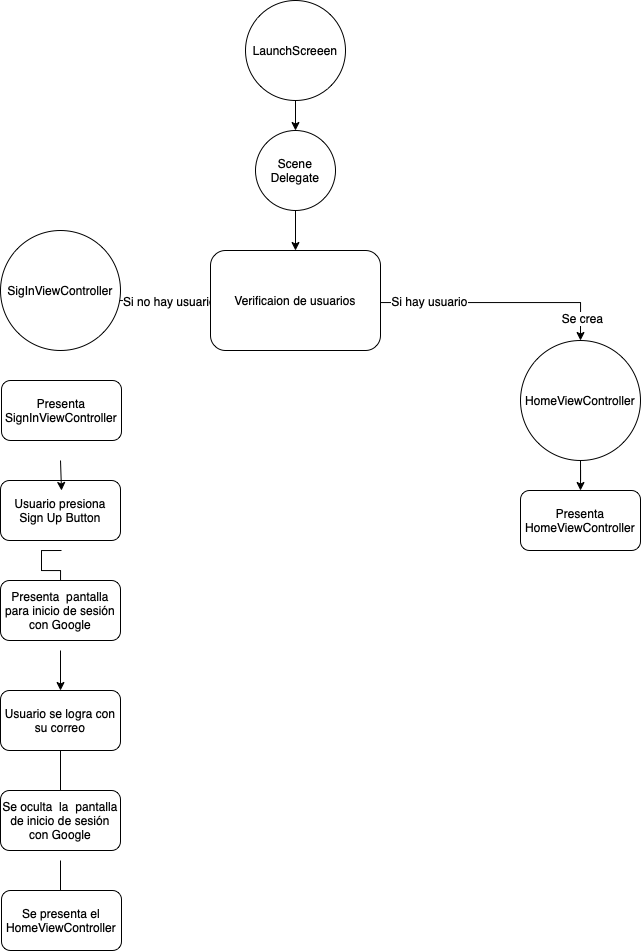 LaunchScreeen
Scene
Delegate
SigInViewController
Si no hay usuari
Verificaion de usuarios
Si hay usuario
Se crea
HomeViewController
Presenta
HomeViewController
Presenta
SignInViewController
Usuario presiona
Sign Up Button
Presenta pantalla
para inicio de sesión
con Google
Usuario se logra con
su correo
Se oculta la pantalla
de inicio de sesión
con Google
Se presenta el
HomeViewController